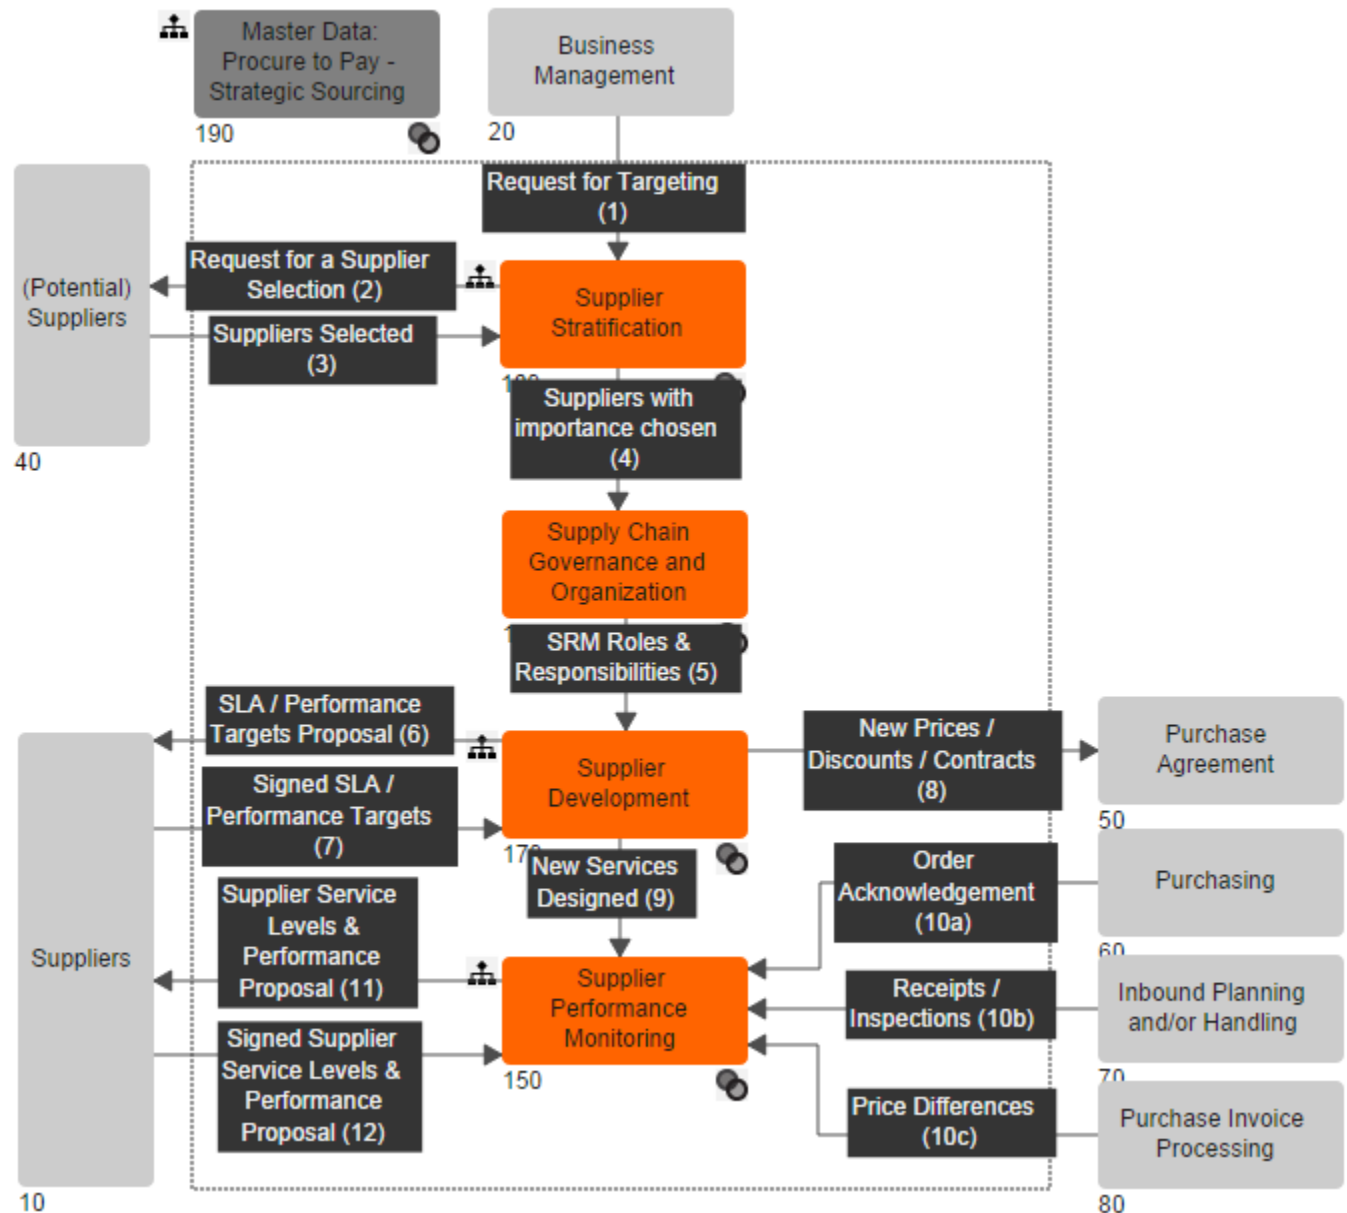 Master Data:
Procure to Pay -
Strategic Sourcing
190
Business
Management
20
Request for Targeting
(1)
(Potential)
Suppliers
40
Request for a Supplier
Selection (2)
Suppliers Selected
(3)
Supplier
Stratification
Suppliers with
importance chosen
(4)
Supply Chain
Governance and
Organization
SRM Roles &
Responsibilities (5)
SLA / Performance
Targets Proposal (6)
Signed SLA /
Performance Targets
(7)
Supplier
Development
170
New Prices /
Discounts / Contracts
(8)
Purchase
Agreement
50
New Services
Designed (9)
Order
Acknowledgement
(10a)
Purchasing
60
Suppliers
10
Supplier Service
Levels &
Performance
Proposal (11)
Signed Supplier
Service Levels &
Performance
Proposal (12)
Supplier
Performance
Monitoring
150
Receipts /
Inspections (10b)
Inbound Planning
and/or Handling
70
Price Differences
(10c)
Purchase Invoice
Processing
80